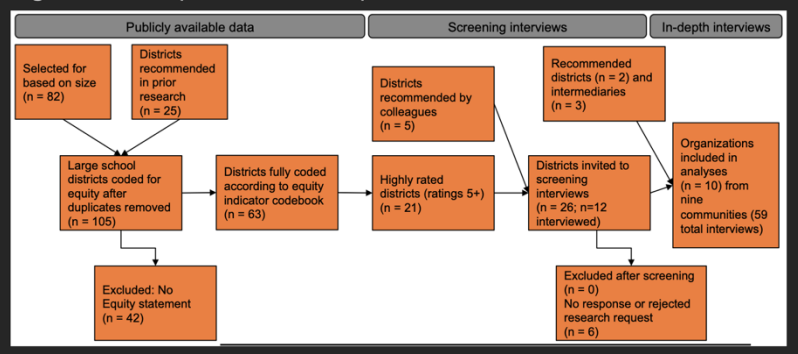 Publicly available data
Screening interviews
In-depth interviews
Selected for
based on size
(n = 82)
Districts
recommended
in prior
research
(n = 25)
Districts
recommended by
colleagues
(n = 5)
Recommended
districts (n = 2) and
intermediaries
(n = 3)
Large school
districts coded for
equity after
duplicates removed
(n = 105)
Districts fully coded
according to equity
indicator codebook
(n = 63)
Highly rated
districts (ratings 5+)
(n = 21)
Districts invited to
screening
interviews
(n = 26; n=12
interviewed)
Organizations
included in
analyses
(n = 10) from
nine
communities (59
total interviews)
Excluded: No
Equity statement
(n = 42)
Excluded after screening
(n = 0)
No response or rejected
research request
(n = 6)